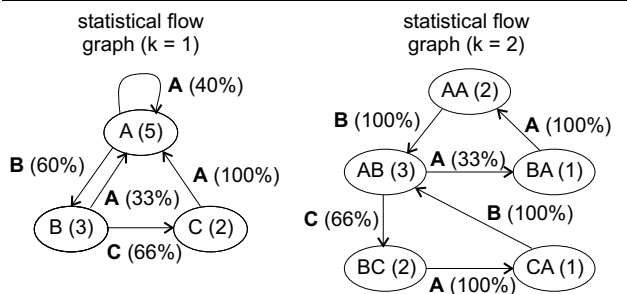 statistical flow
graph (k = 1)
A (40%)
A (5)
B (60%)
A (33%)
A (100%)
B (3)
C (2)
C (66%)
statistical flow
graph (k = 2)
AA (2)
B (100%)
A (100%)
AB (3)
A (33%)
BA (1)
C (66%)
B (100%)
BC (2)
CA (1)
A (100%)